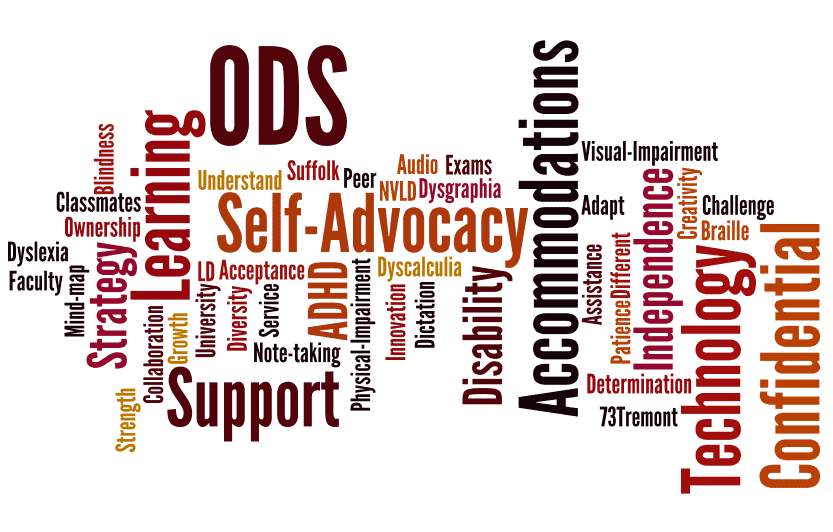 ODS
Accommodations
Learning
Blindness
Visual-Impairment
Suffolk
Audio
Exams
Understand
Peer
NVLD
Dysgraphia
Creativity
Independence
Classmates
Adapt
Challenge
Ownership
Self-Advocacy
Braille
Confidential
Dyslexia
Strategy
Faculty
Mind-map
LD
Acceptance
ADHD
Physical-Impairment
Dyscalculia
Disability
Assistance
Patience
Different
Technology
University
Diversity
Service
Innovation
Dictation
Collaboration
Growth
Note-taking
Support
Determination
73Tremont
Strength